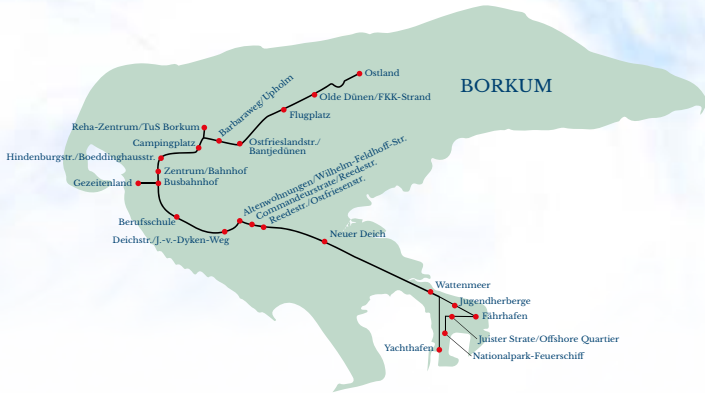 BORKUM
Ostland
Olde Dünen/FKK-Strand
Flugplatz
Barbaraweg/Upholm
Ostfrieslandstr./
Bantjedünen
Reha-Zentrum/TuS Borkum
Campingplatz
Hindenburgstr./Boeddinghausstr.
Zentrum/Bahnhof
Gezeitenland
Busbahnhof
Berufsschule
Deichstr./J.-v.-Dyken-Weg
Altenwohnungen/Wilhelm-Feldhoff-Str.
Commandeurstrate/Reedestr.
Reedestr./Ostfriesenstr.
Neuer Deich
Wattenmeer
Jugendherberge
Fährhafen
Juister Strate/Offshore Quartier
Yachthafen
Nationalpark-Feuerschiff